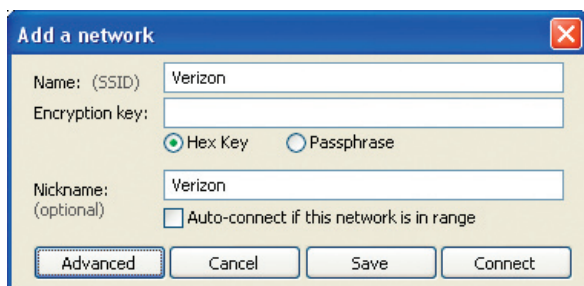 Add a network
Name: (SSID) Verizon
Encryption key:
Hex Key Passphrase
Nickname: Verizon
(optional)
Auto-connect if this network is in range
Advanced Cancel Save Connect